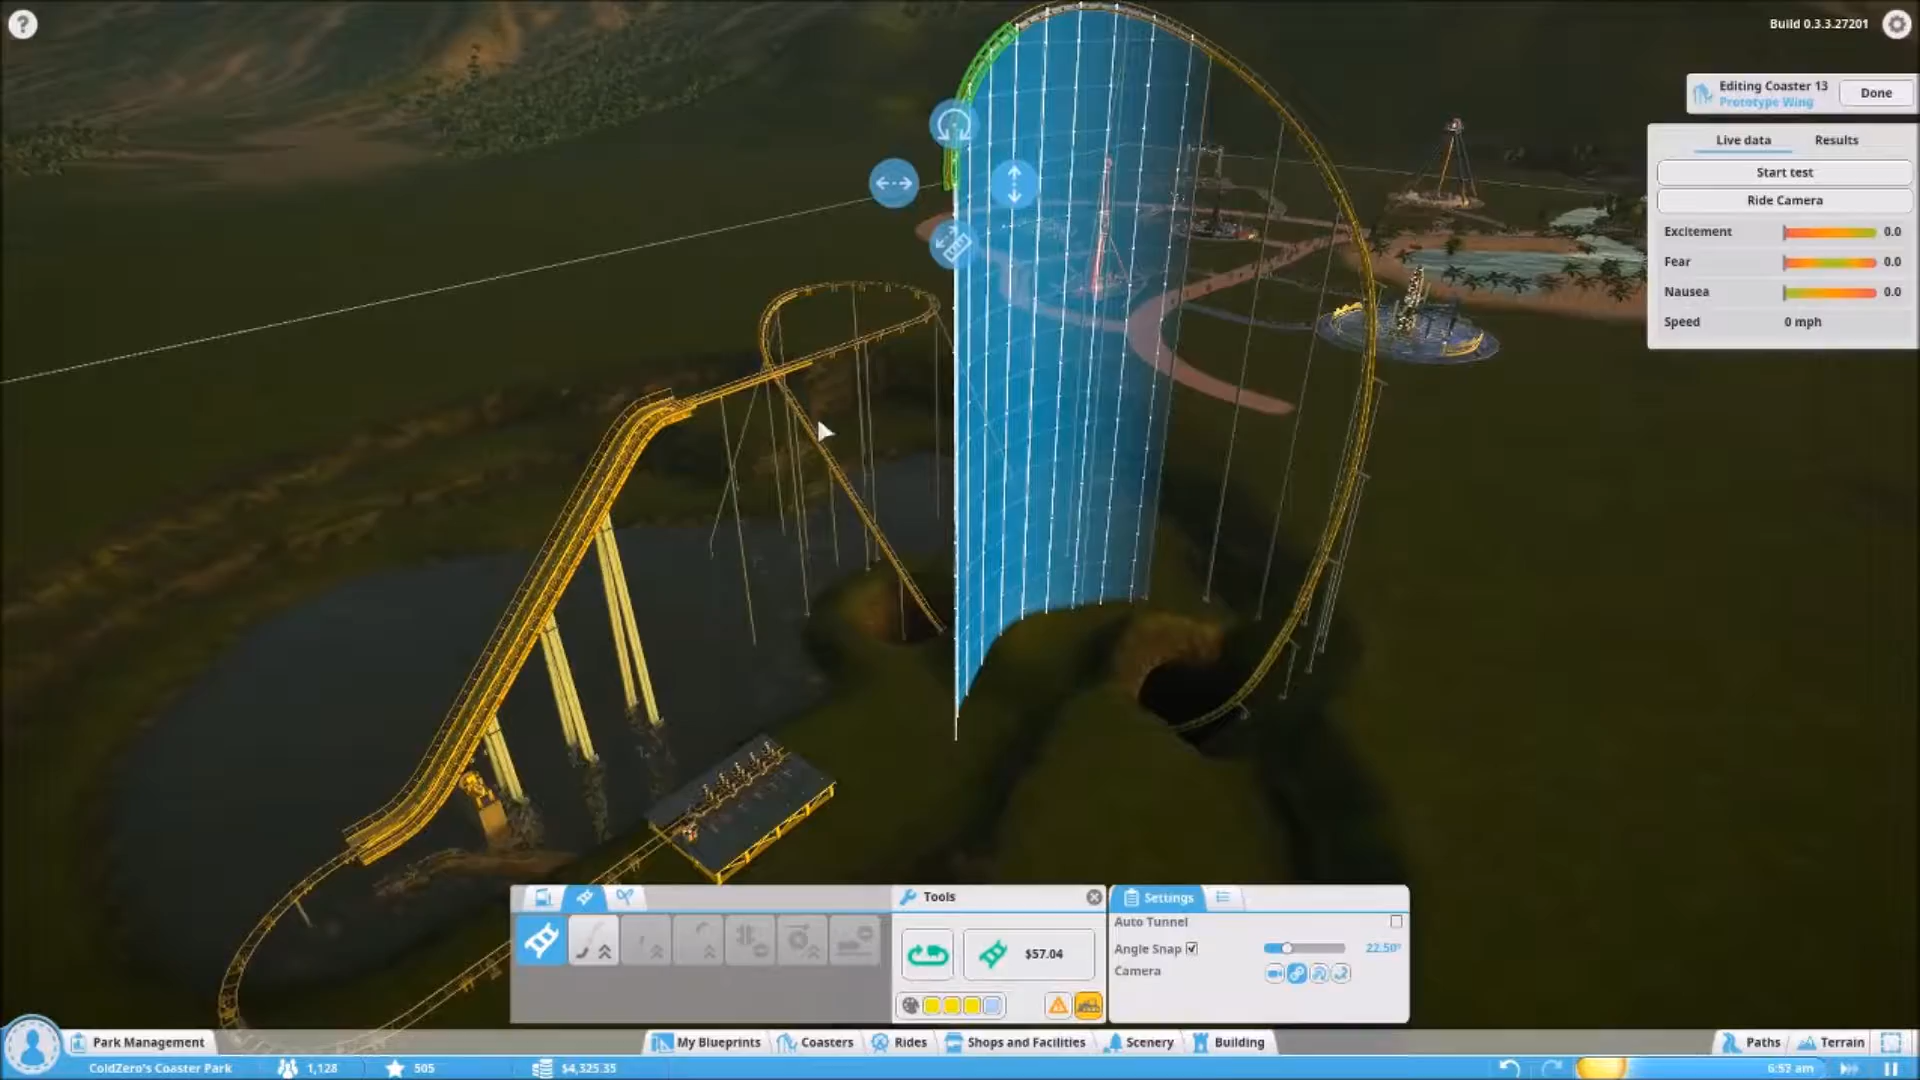 ?
Build 0.3.3.27201
Editing Coaster 13
Prototype Wing
Done
Live data Results
Start test
Ride Camera
Excitement 0.0
Fear 0.0
Nausea 0.0
Speed 0 mph
Tools
Settings
Auto Tunnel
Angle Snap 22.50°
Camera
$57.04
Park Management
My Blueprints Coasters Rides Shops and Facilities Scenery Building
Paths Terrain
ColdZero's Coaster Park 1,128 505 $4,325.35
6:53 am